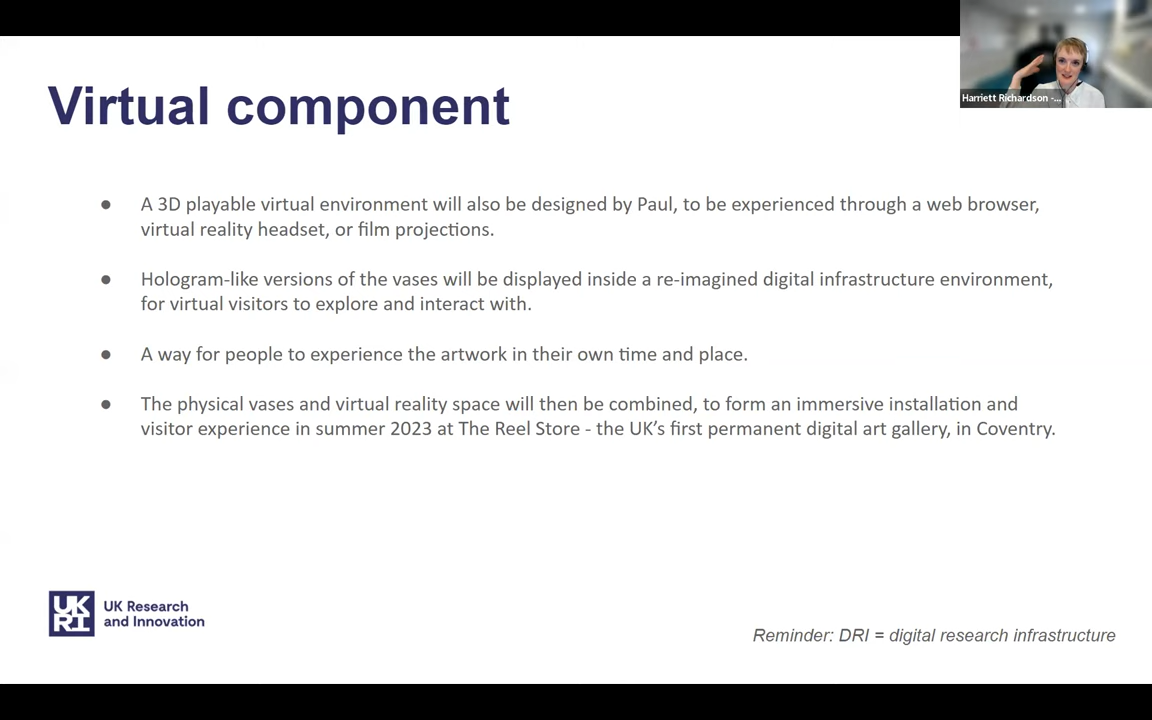 Harriett Richardson -...
Virtual component
● A 3D playable virtual environment will also be designed by Paul, to be experienced through a web browser,
virtual reality headset, or film projections.
● Hologram-like versions of the vases will be displayed inside a re-imagined digital infrastructure environment,
for virtual visitors to explore and interact with.
● A way for people to experience the artwork in their own time and place.
● The physical vases and virtual reality space will then be combined, to form an immersive installation and
visitor experience in summer 2023 at The Reel Store - the UK’s first permanent digital art gallery, in Coventry.
UK
RI
UK Research
and Innovation
Reminder: DRI = digital research infrastructure